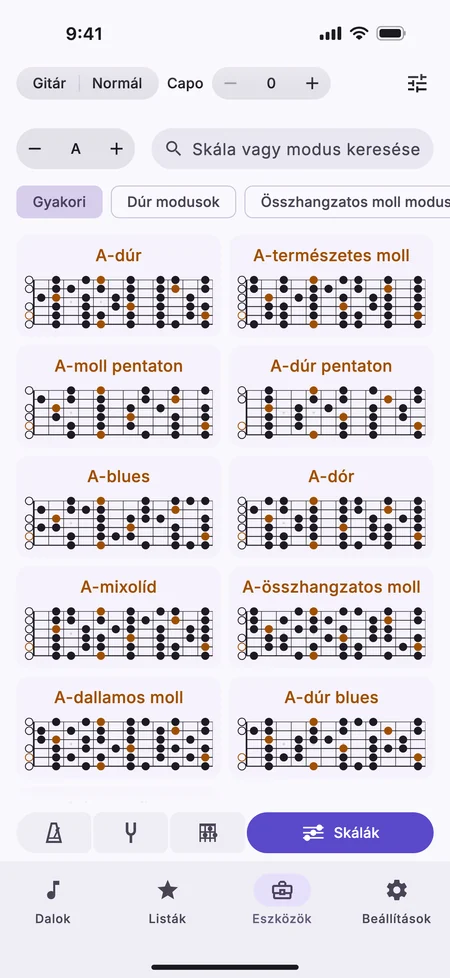 9:41
Gitár Normál Capo 0
A Skála vagy modus keresése
Gyakori Dúr modusok Összhangzatos moll modus
A-dúr A-természetes moll
A-moll pentaton A-dúr pentaton
A-blues A-dór
A-mixolíd A-összhangzatos moll
A-dallamos moll A-dúr blues
Skálák
Dalok Listák Eszközök Beállítások